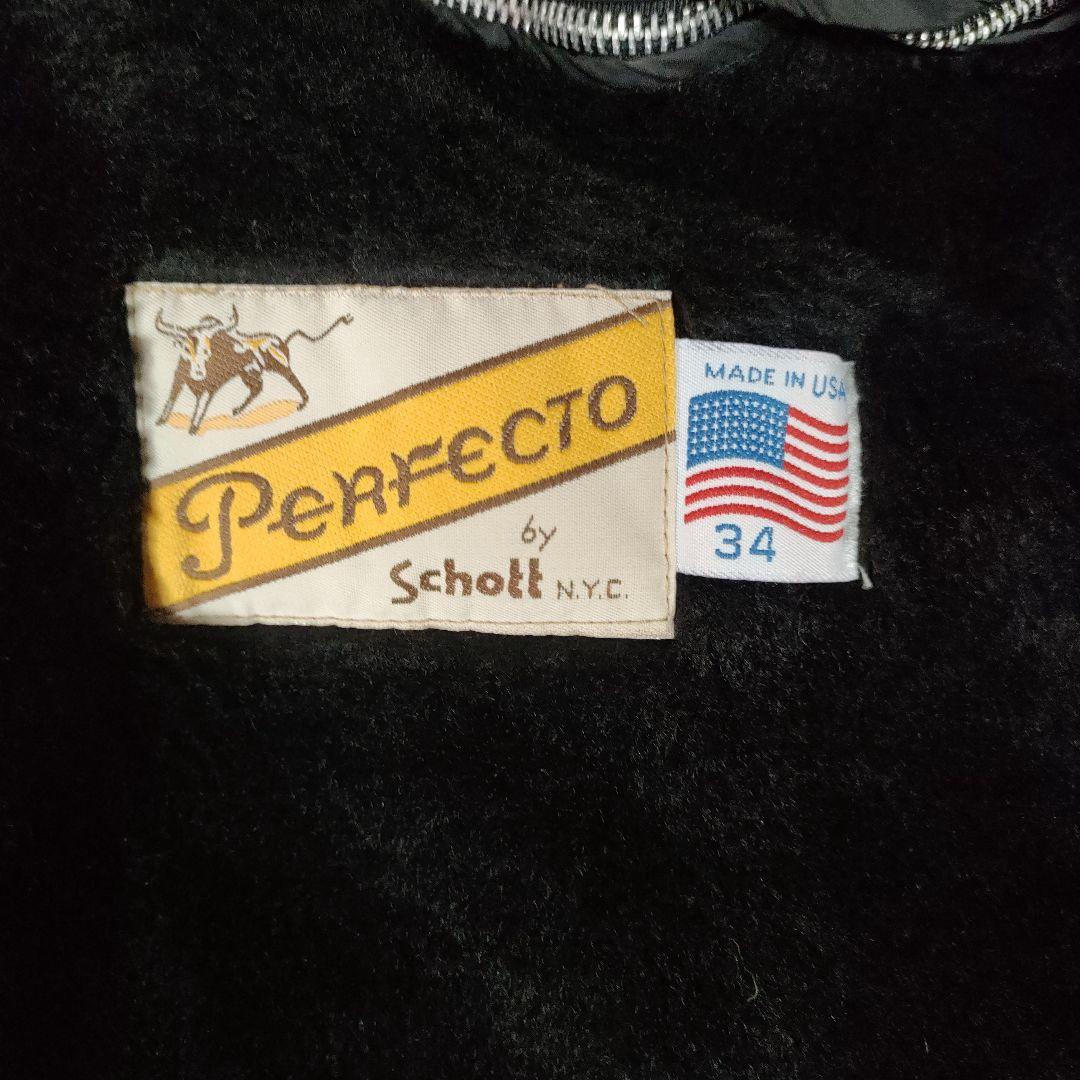 PERFECTO
by
Schott N.Y.C.
MADE IN USA
34